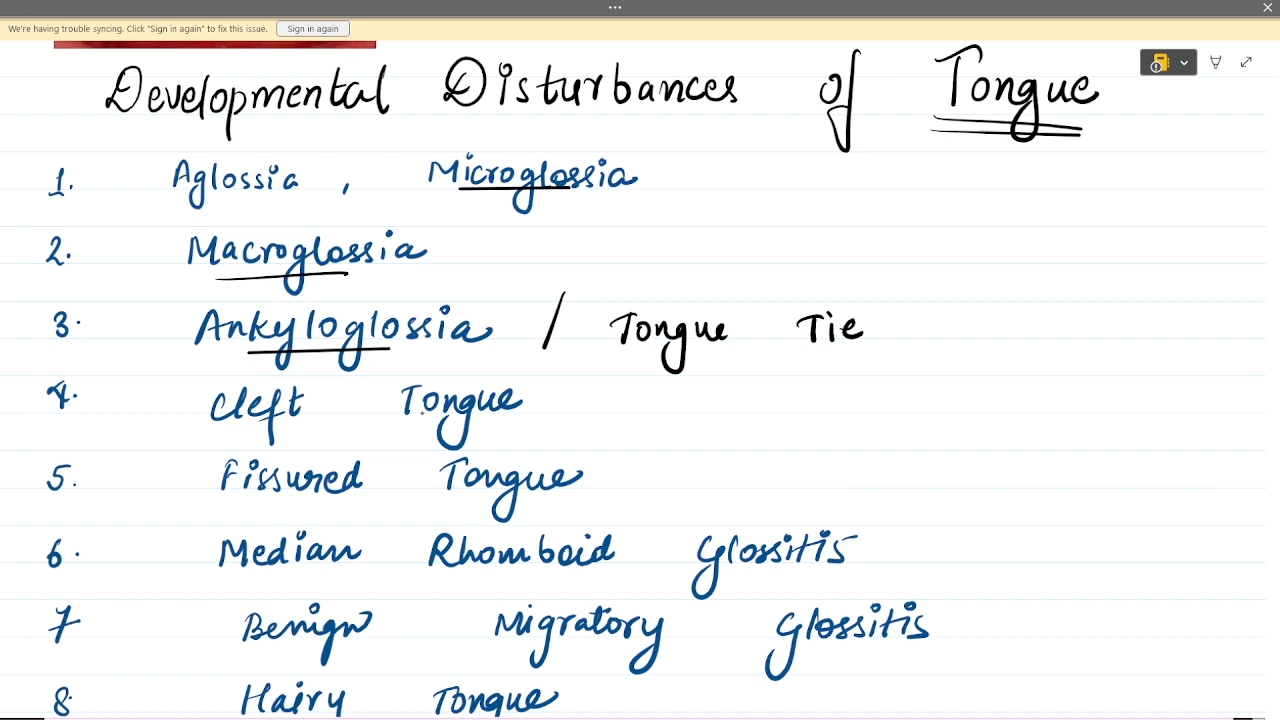 We're having trouble syncing. Click "Sign in again" to fix this issue. Sign in again
Developmental Disturbances of Tongue
1. Aglossia, Microglossia
2. Macroglossia
3. Ankyloglossia / Tongue Tie
4. Cleft Tongue
5. Fissured Tongue
6. Median Rhomboid Glossitis
7 Benign Migratory Glossitis
8. Hairy Tongue